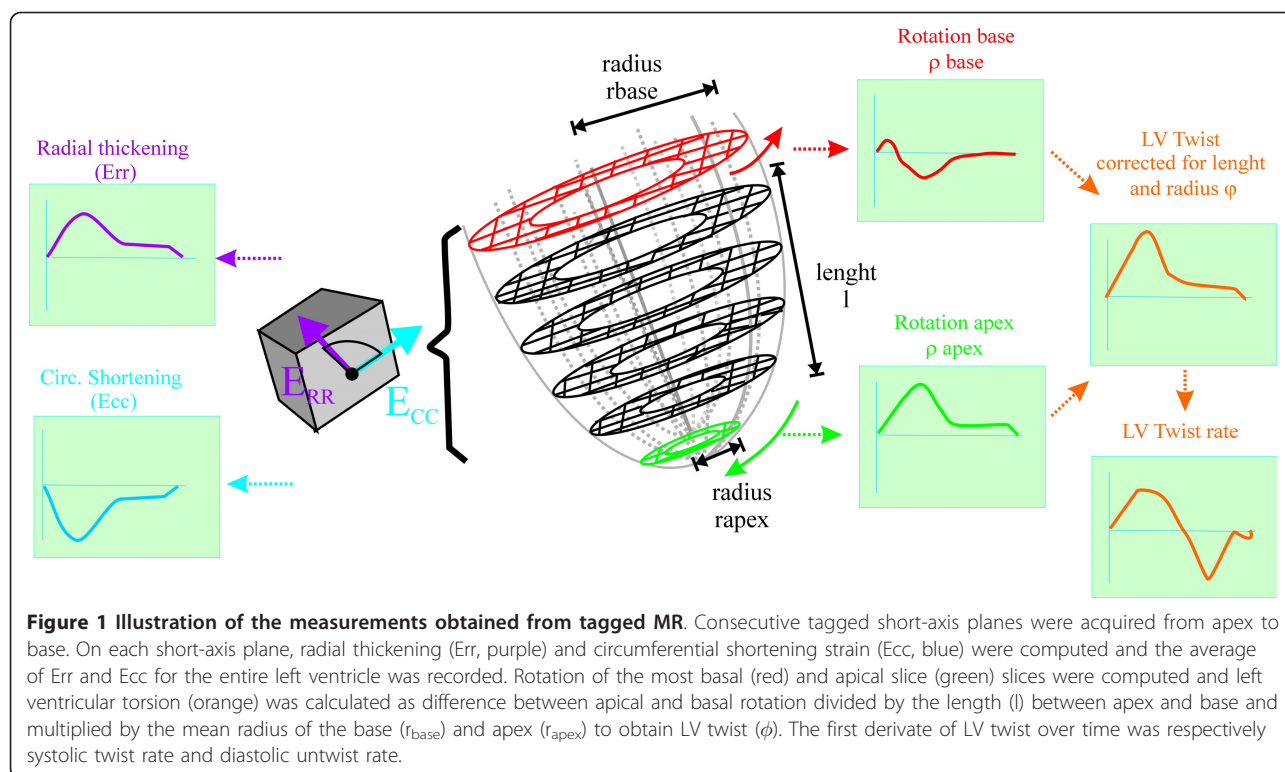 Radial thickening
(Err)
Circ. Shortening
(Ecc)
E_RR
E_CC
radius
rbase
lenght
l
radius
rapex
Rotation base
ρ base
Rotation apex
ρ apex
LV Twist
corrected for lenght
and radius φ
LV Twist rate
Figure 1 Illustration of the measurements obtained from tagged MR. Consecutive tagged short-axis planes were acquired from apex to
base. On each short-axis plane, radial thickening (Err, purple) and circumferential shortening strain (Ecc, blue) were computed and the average
of Err and Ecc for the entire left ventricle was recorded. Rotation of the most basal (red) and apical slice (green) slices were computed and left
ventricular torsion (orange) was calculated as difference between apical and basal rotation divided by the length (l) between apex and base and
multiplied by the mean radius of the base (r_base) and apex (r_apex) to obtain LV twist (ϕ). The first derivate of LV twist over time was respectively
systolic twist rate and diastolic untwist rate.